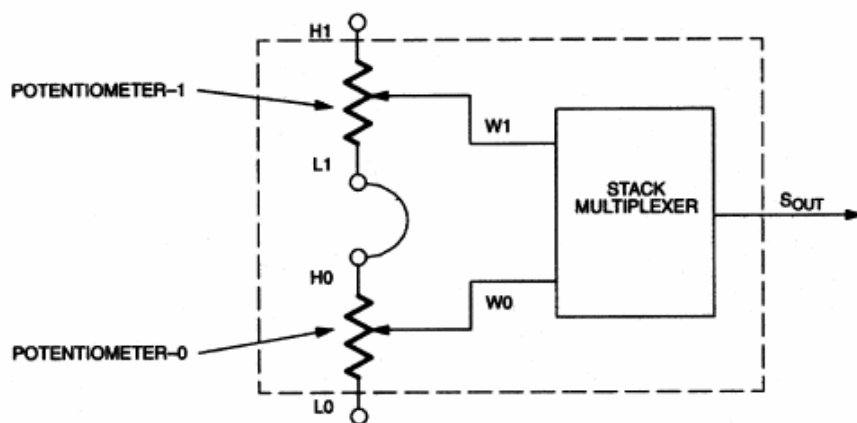 H1
POTENTIOMETER–1
W1
L1
STACK
MULTIPLEXER
SOUT
H0
W0
POTENTIOMETER–0
L0